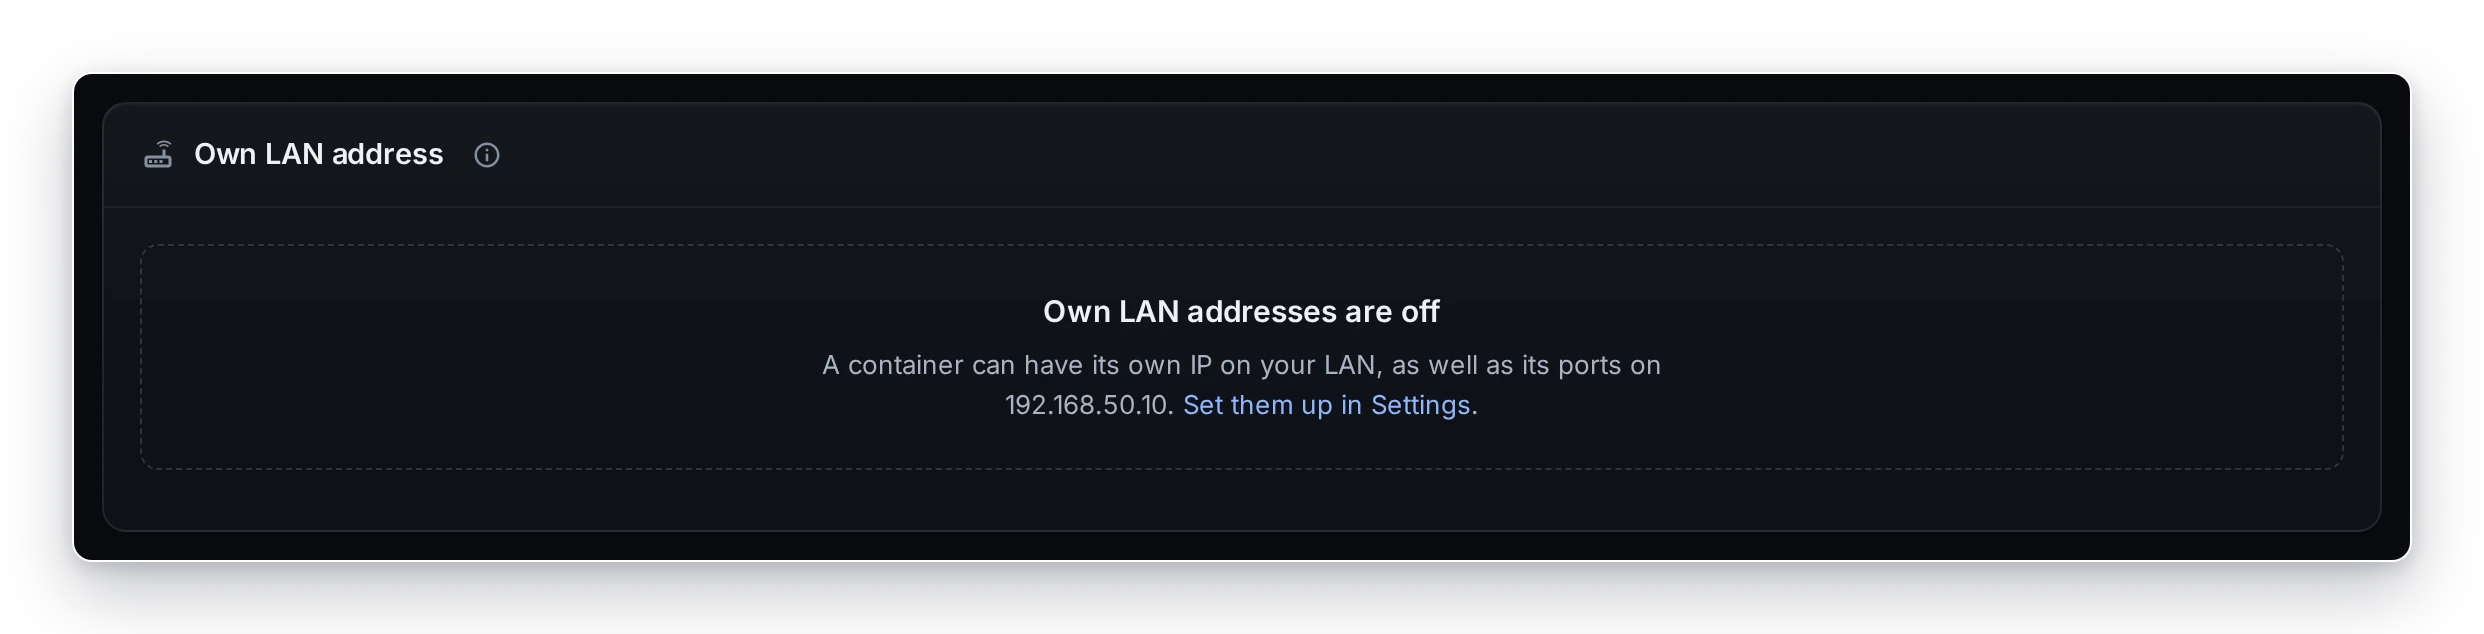 Own LAN address
Own LAN addresses are off
A container can have its own IP on your LAN, as well as its ports on
192.168.50.10. Set them up in Settings.